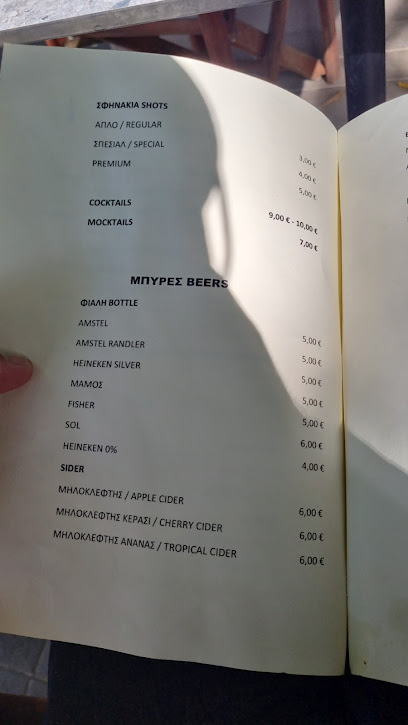 ΣΦΗΝΑΚΙΑ SHOTS
ΑΠΛΟ / REGULAR 3,00 €
ΣΠΕΣΙΑΛ / SPECIAL 4,00 €
PREMIUM 5,00 €
COCKTAILS 9,00 € - 10,00 €
MOCKTAILS 7,00 €
ΜΠΥΡΕΣ BEERS
ΦΙΑΛΗ BOTTLE
AMSTEL 5,00 €
AMSTEL RANDLER 5,00 €
HEINEKEN SILVER 5,00 €
ΜΑΜΟΣ 5,00 €
FISHER 5,00 €
SOL 6,00 €
HEINEKEN 0% 4,00 €
SIDER
ΜΗΛΟΚΛΕΦΤΗΣ / APPLE CIDER 6,00 €
ΜΗΛΟΚΛΕΦΤΗΣ ΚΕΡΑΣΙ / CHERRY CIDER 6,00 €
ΜΗΛΟΚΛΕΦΤΗΣ ΑΝΑΝΑΣ / TROPICAL CIDER 6,00 €